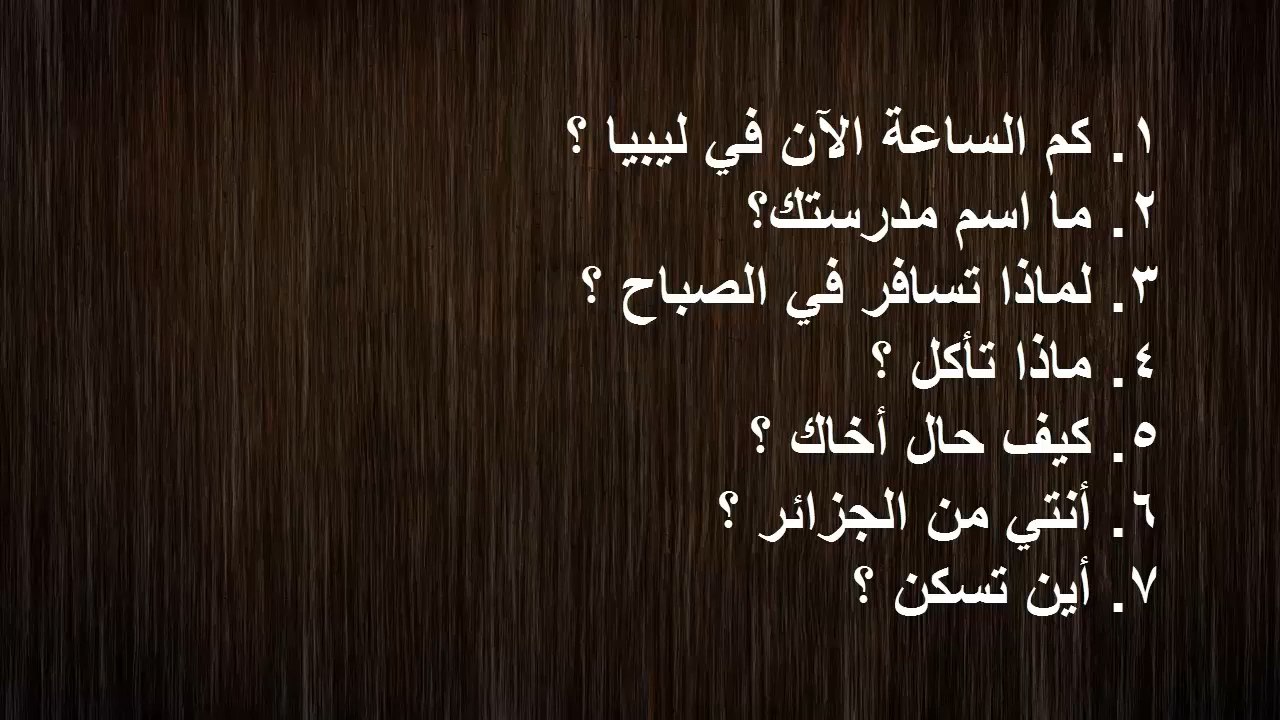 ١. كم الساعة الآن في ليبيا ؟
٢. ما اسم مدرستك؟
٣. لماذا تسافر في الصباح ؟
٤. ماذا تأكل ؟
٥. كيف حال أخاك ؟
٦. أنتي من الجزائر ؟
٧. أين تسكن ؟